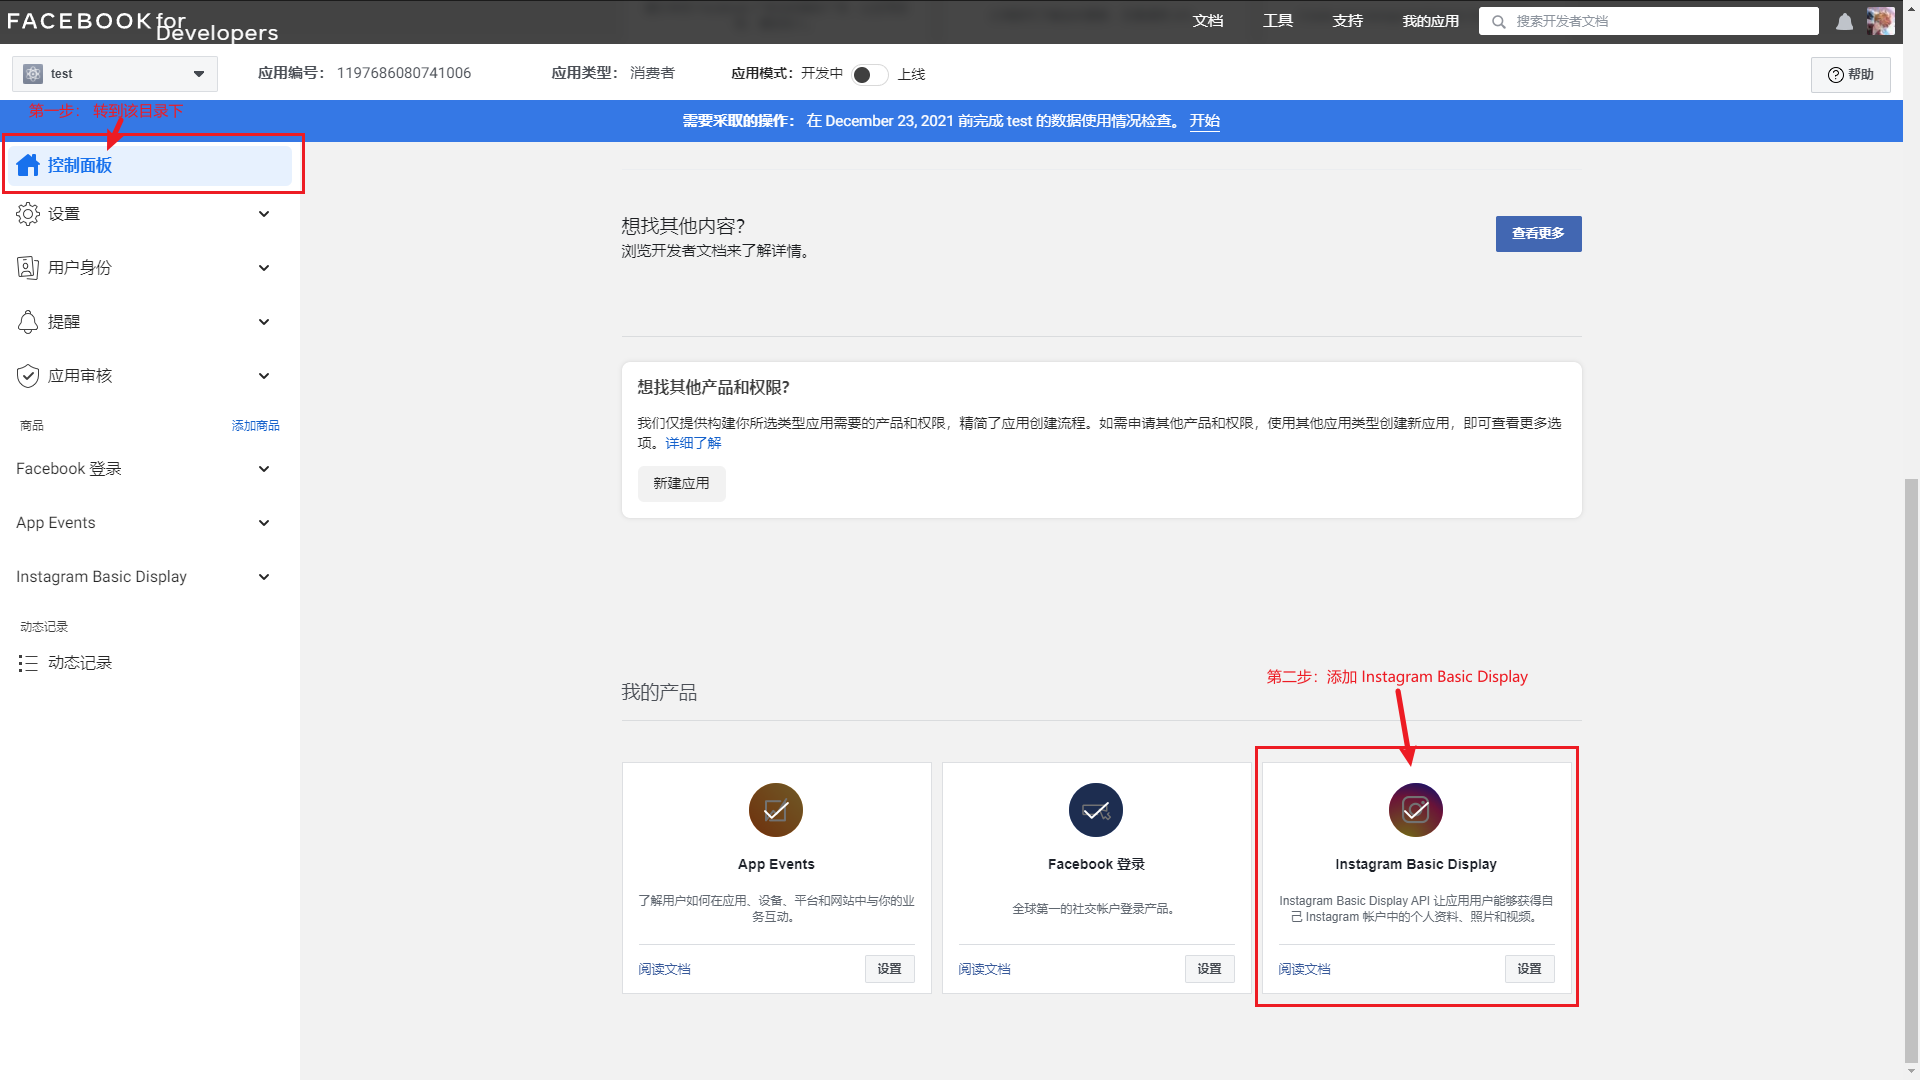 FACEBOOK for Developers
文档
工具
支持
我的应用
搜索开发者文档
test
应用编号： 1197686080741006
应用类型： 消费者
应用模式：开发中
上线
帮助
第一步： 转到该目录下
需要采取的操作： 在 December 23, 2021 前完成 test 的数据使用情况检查。 开始
控制面板
设置
用户身份
提醒
应用审核
商品
添加商品
Facebook 登录
App Events
Instagram Basic Display
动态记录
动态记录
想找其他内容？
浏览开发者文档来了解详情。
查看更多
想找其他产品和权限？
我们仅提供构建你所选类型应用需要的产品和权限，精简了应用创建流程。如需申请其他产品和权限，使用其他应用类型创建新应用，即可查看更多选
项。详细了解
新建应用
第二步：添加 Instagram Basic Display
我的产品
App Events
了解用户如何在应用、设备、平台和网站中与你的业
务互动。
阅读文档
设置
Facebook 登录
全球第一的社交帐户登录产品。
阅读文档
设置
Instagram Basic Display
Instagram Basic Display API 让应用用户能够获得自
己 Instagram 帐户中的个人资料、照片和视频。
阅读文档
设置